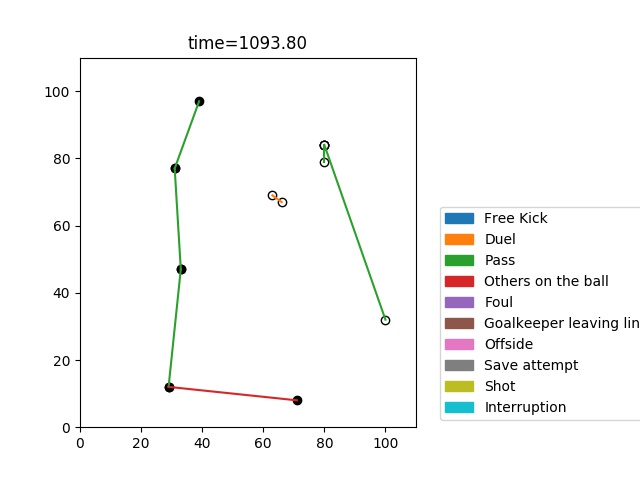 time=1093.80
100
80
60
40
20
0
0 20 40 60 80 100
Free Kick
Duel
Pass
Others on the ball
Foul
Goalkeeper leaving lin
Offside
Save attempt
Shot
Interruption